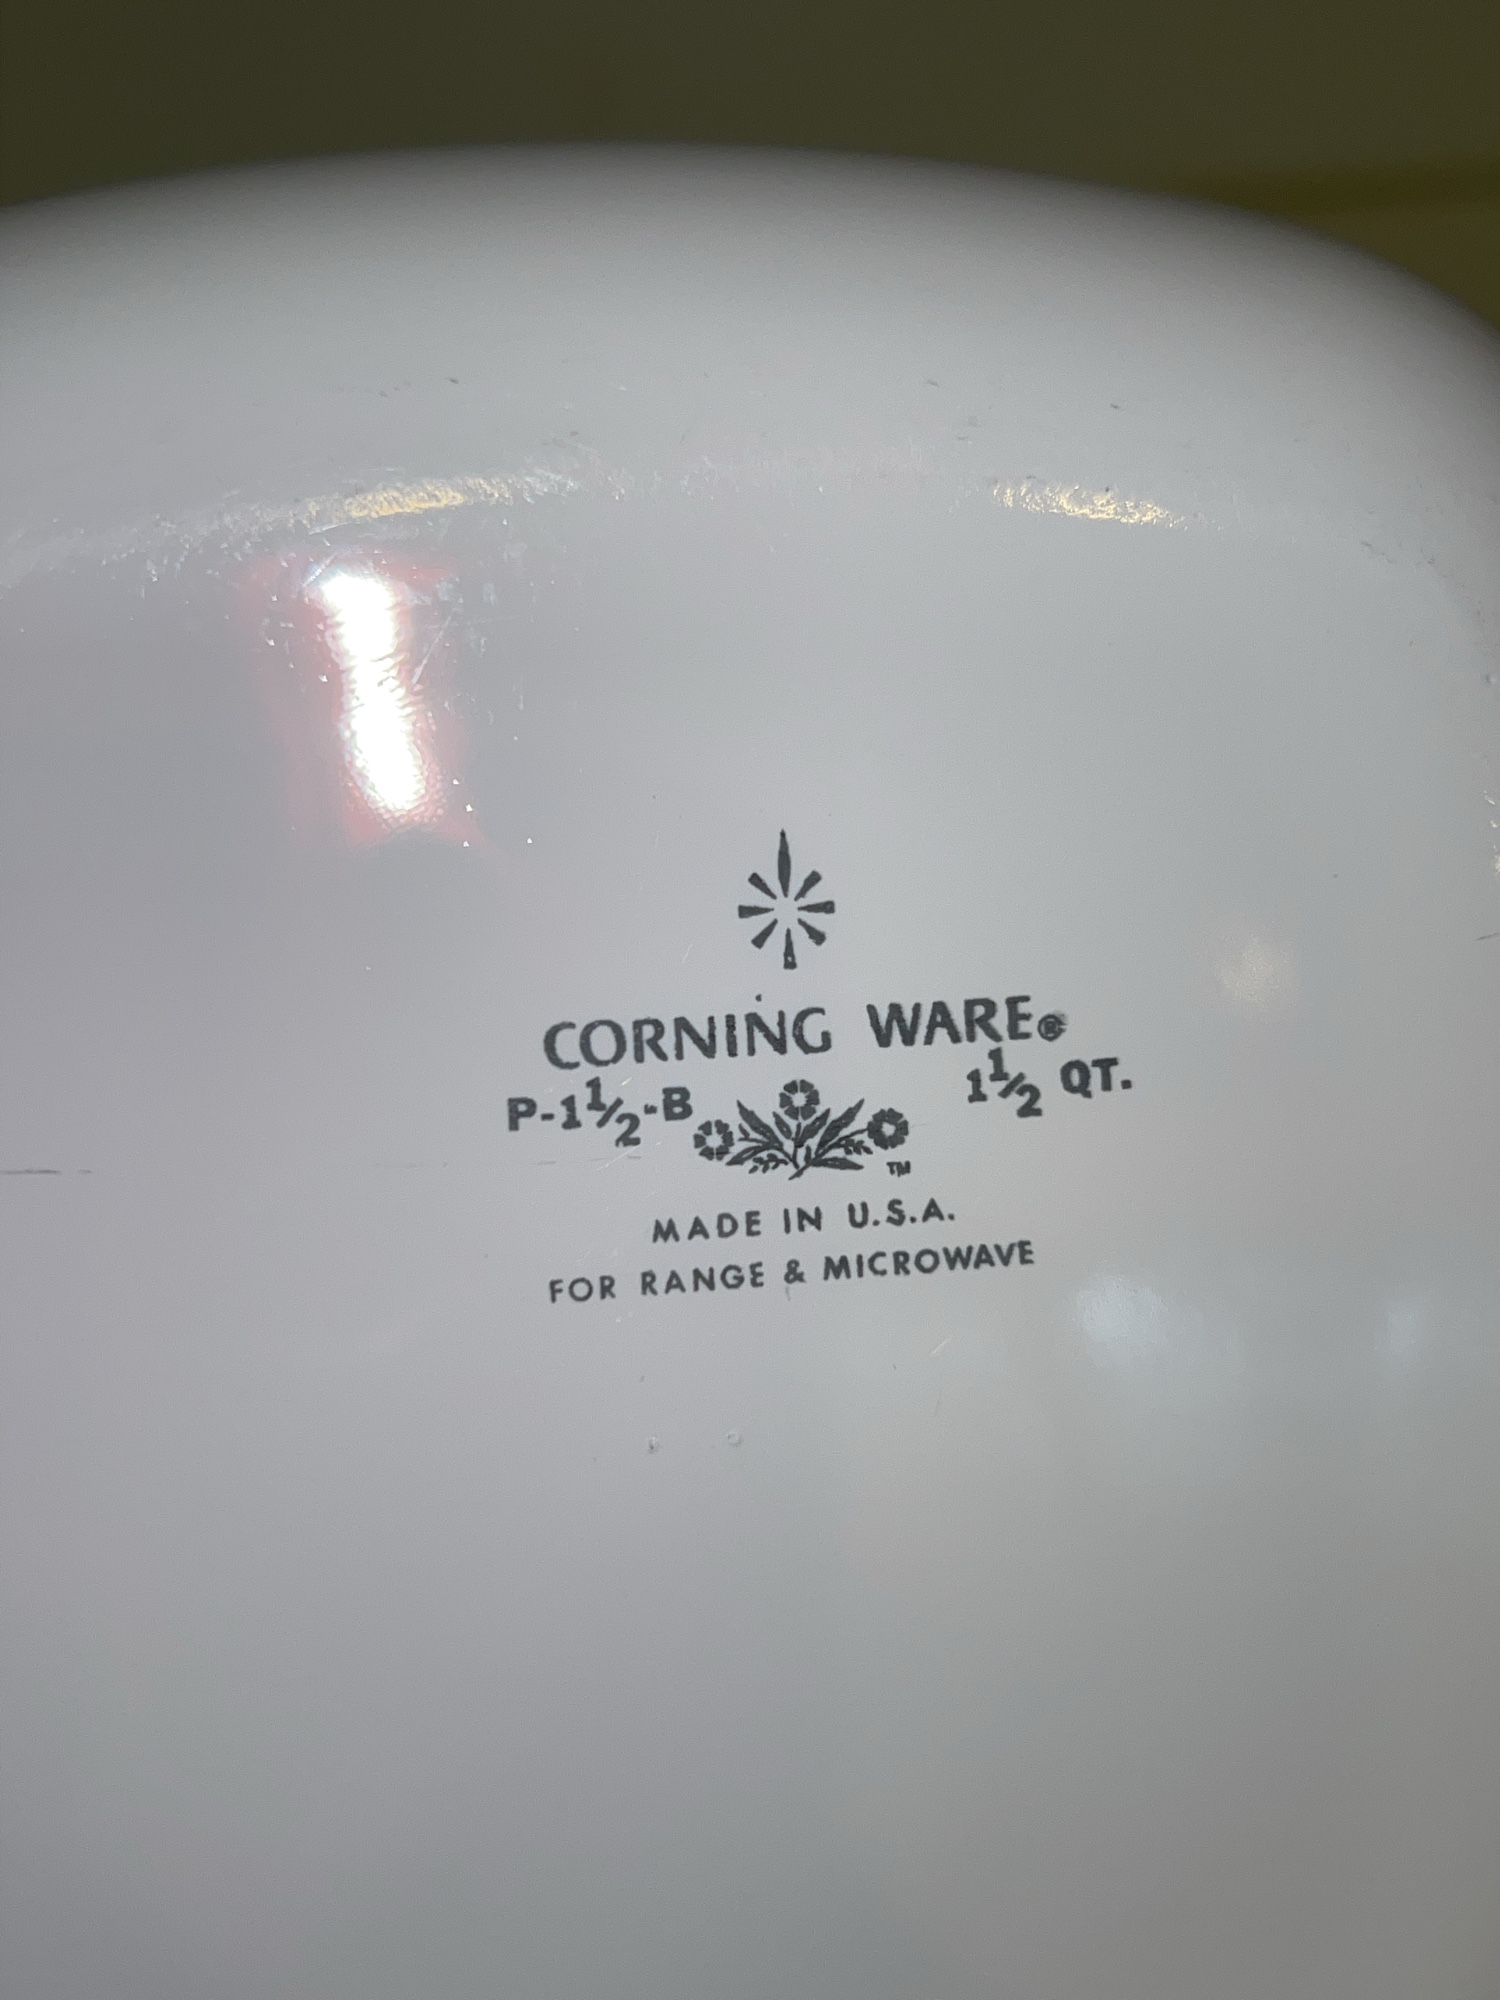 CORNING WARE®
P-1½-B 1½ QT.
TM
MADE IN U.S.A.
FOR RANGE & MICROWAVE